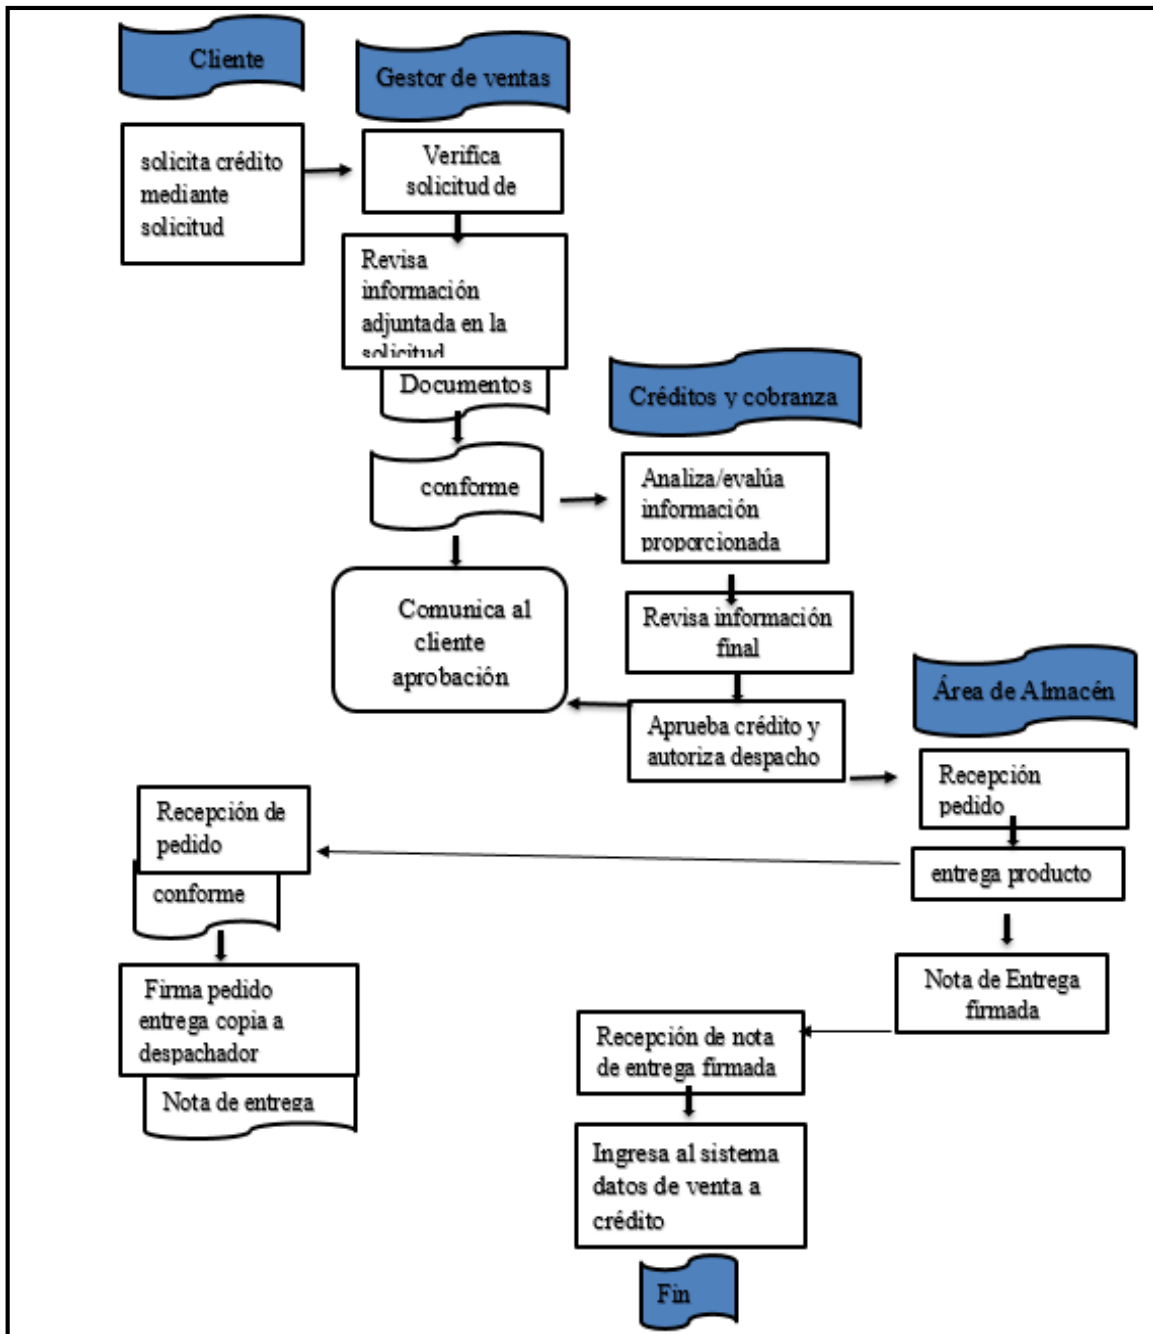 Cliente
Gestor de ventas
solicita crédito
mediante
solicitud
Verifica
solicitud de
Revisa
información
adjuntada en la
solicitud
Documentos
conforme
Comunica al
cliente
aprobación
Créditos y cobranza
Analiza/evalúa
información
proporcionada
Revisa información
final
Aprueba crédito y
autoriza despacho
Área de Almacén
Recepción
pedido
entrega producto
Nota de Entrega
firmada
Recepción de
pedido
conforme
Firma pedido
entrega copia a
despachador
Nota de entrega
Recepción de nota
de entrega firmada
Ingresa al sistema
datos de venta a
crédito
Fin